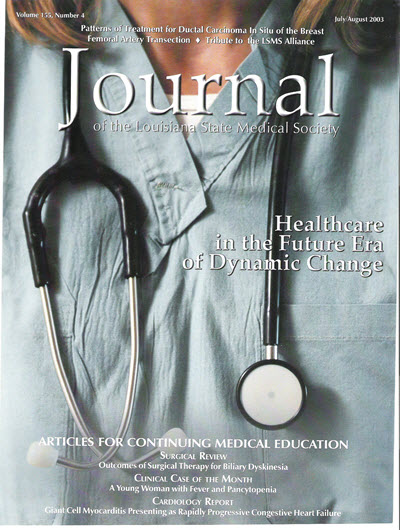 Volume 155, Number 4
July/August 2003
Patterns of Treatment for Ductal Carcinoma In Situ of the Breast
Femoral Artery Transection ♦ Tribute to the LSMS Alliance
Journal
of the Louisiana State Medical Society
Healthcare
in the Future Era
of Dynamic Change
ARTICLES FOR CONTINUING MEDICAL EDUCATION
SURGICAL REVIEW
Outcomes of Surgical Therapy for Biliary Dyskinesia
CLINICAL CASE OF THE MONTH
A Young Woman with Fever and Pancytopenia
CARDIOLOGY REPORT
Giant Cell Myocarditis Presenting as Rapidly Progressive Congestive Heart Failure